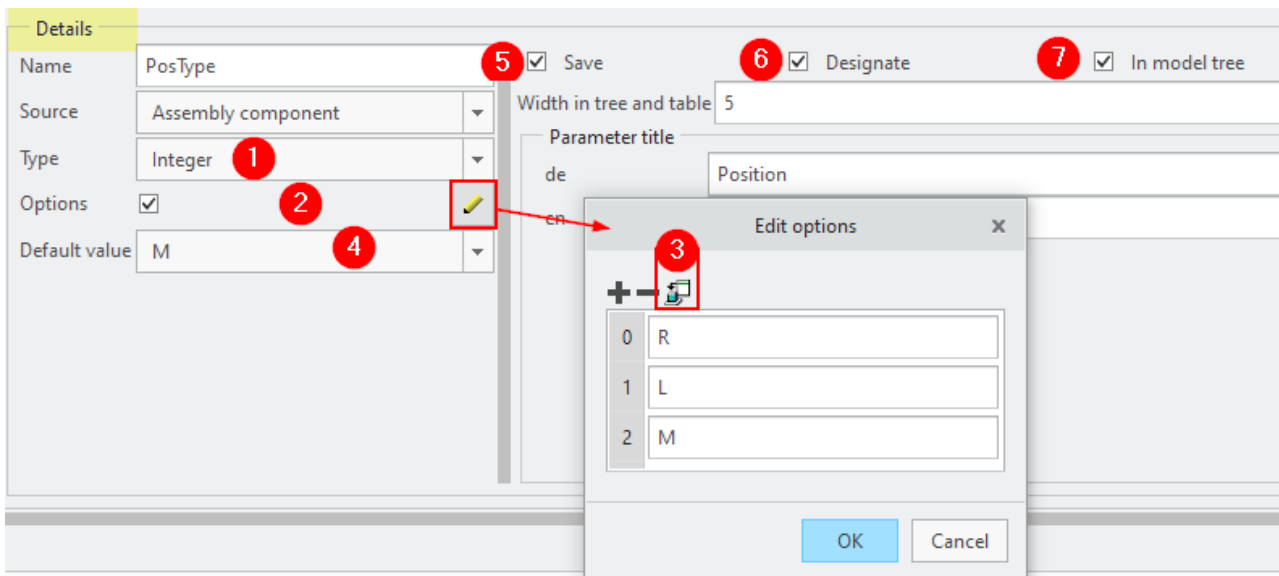 Details
Name PosType 5 Save 6 Designate 7 In model tree
Source Assembly component Width in tree and table 5
Type Integer 1 Parameter title
de Position
Options 2 en
Default value M 4
Edit options x
3
0 R
1 L
2 M
OK Cancel